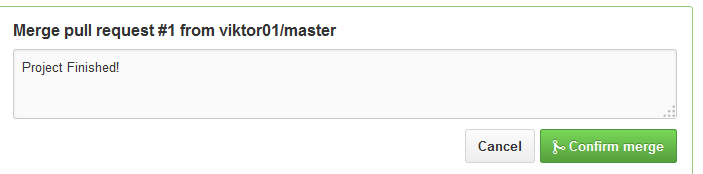 Merge pull request #1 from viktor01/master
Project Finished!
Cancel
Confirm merge